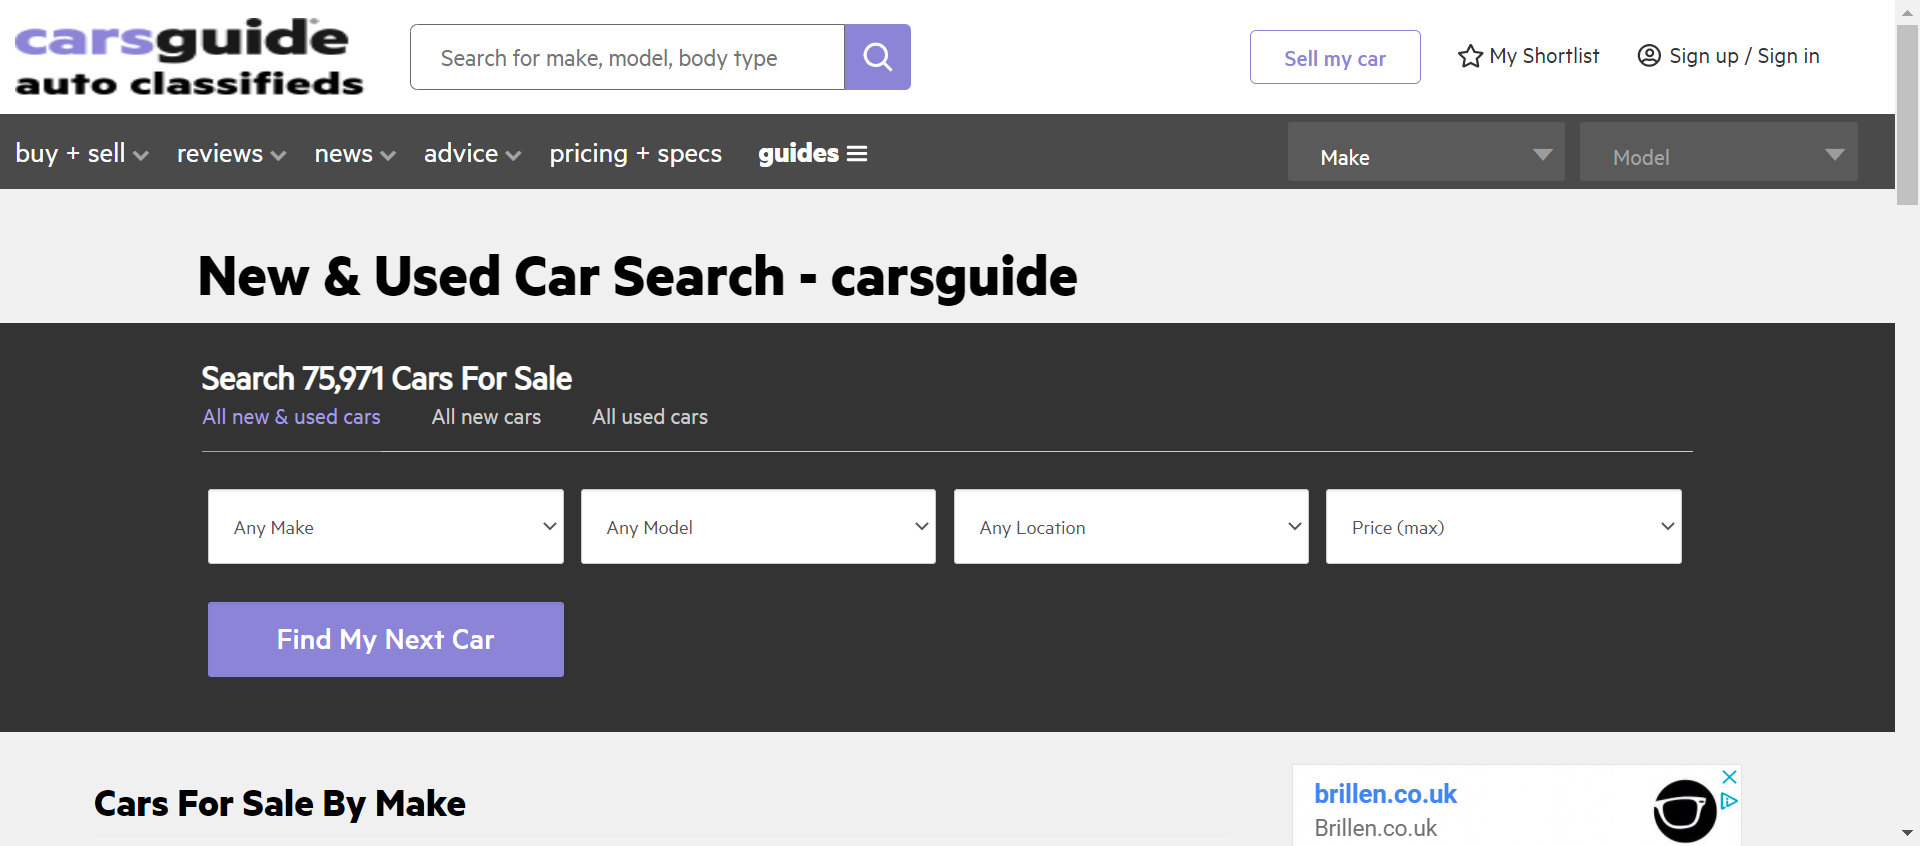 carsguide
auto classifieds
Search for make, model, body type
Sell my car
My Shortlist
Sign up / Sign in
buy + sell
reviews
news
advice
pricing + specs
guides
Make
Model
New & Used Car Search - carsguide
Search 75,971 Cars For Sale
All new & used cars
All new cars
All used cars
Any Make
Any Model
Any Location
Price (max)
Find My Next Car
Cars For Sale By Make
brillen.co.uk
Brillen.co.uk